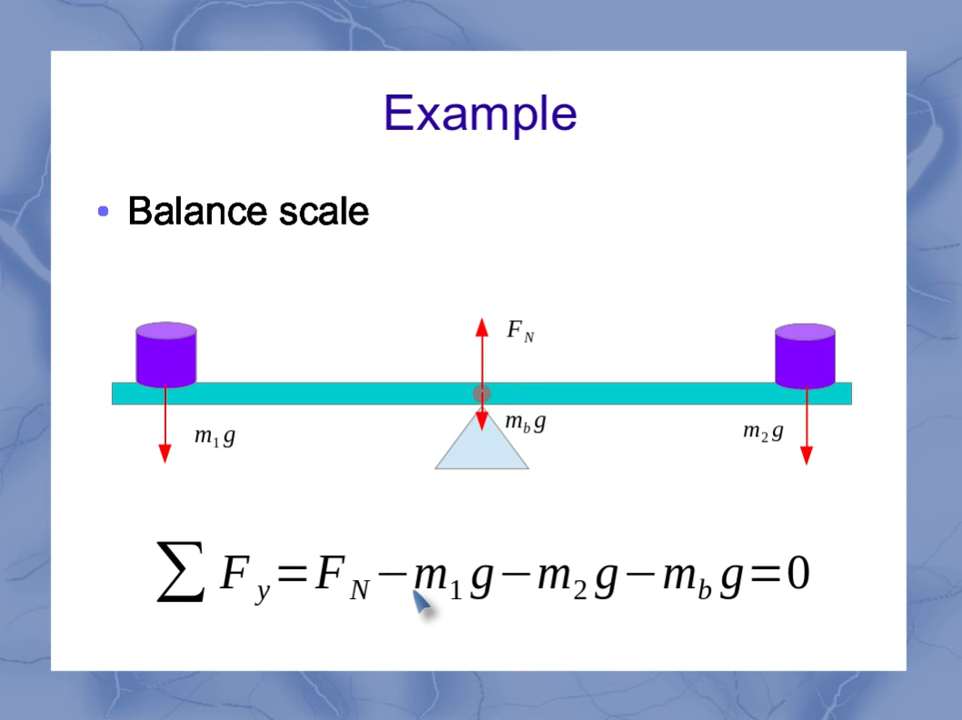 Example
• Balance scale
F_N
m_b g
m_1 g
m_2 g
∑ F_y = F_N − m_1 g − m_2 g − m_b g = 0